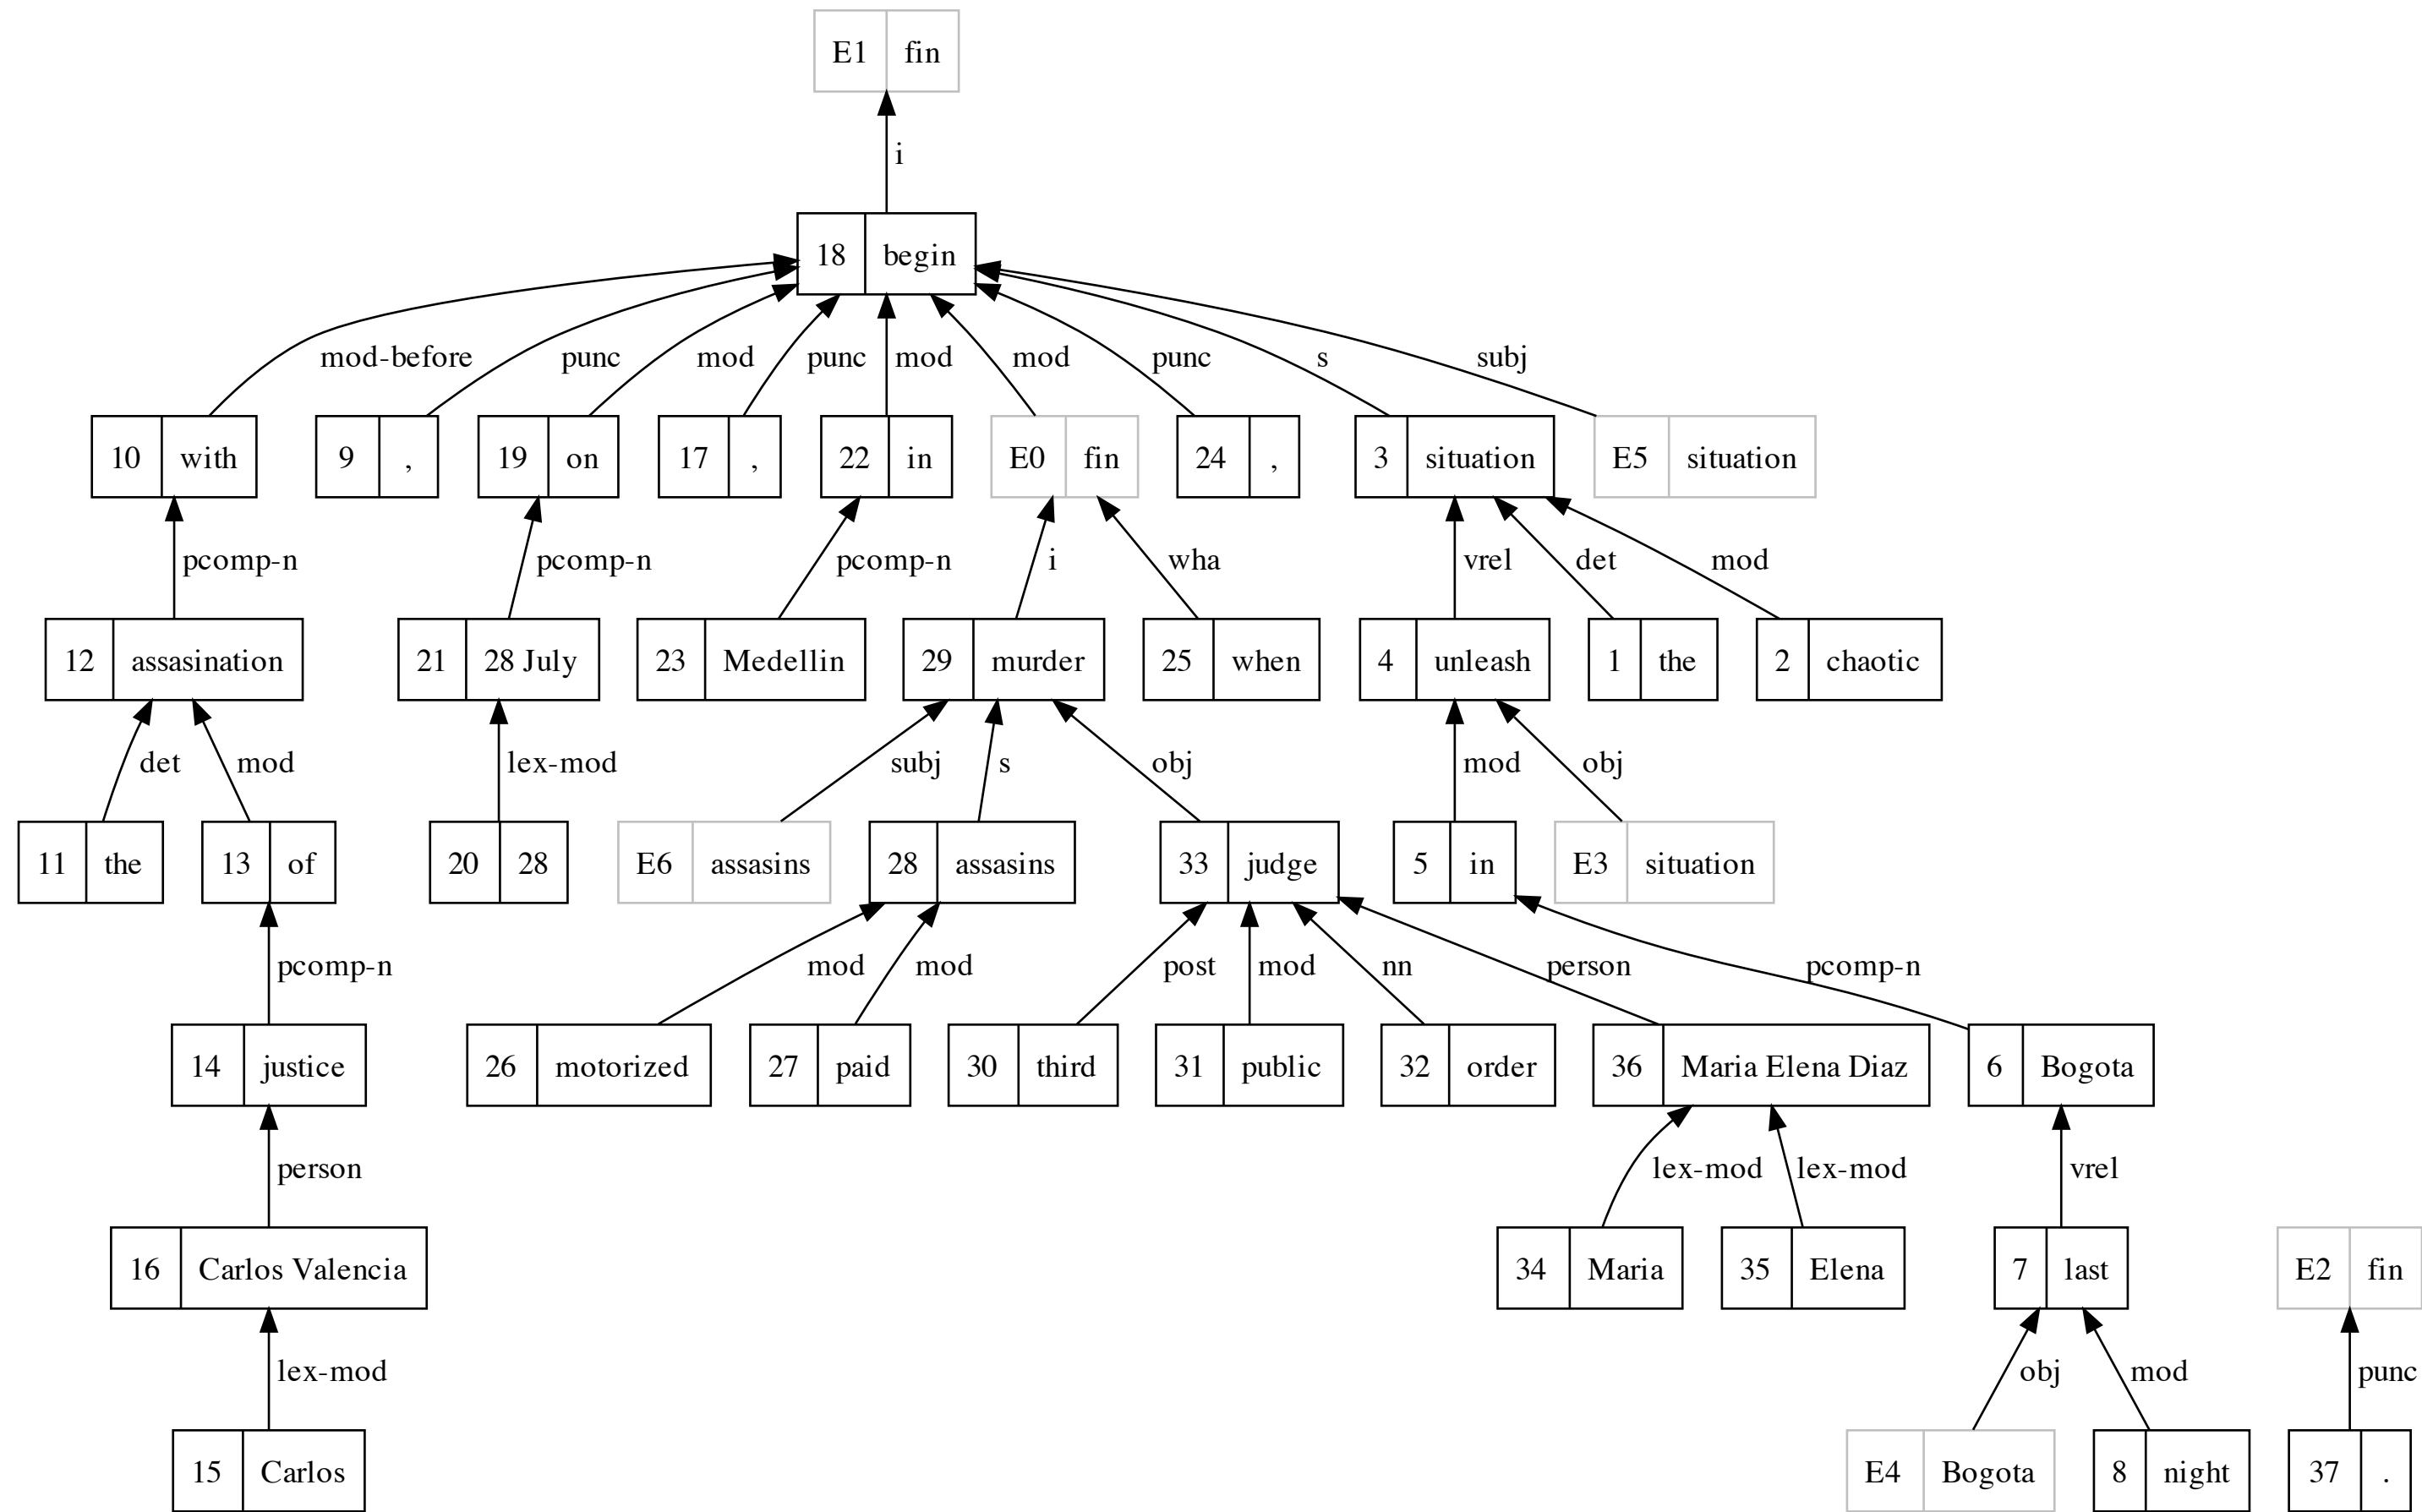 E1 fin
i
18 begin
mod-before punc mod punc mod mod punc s subj
10 with 9 , 19 on 17 , 22 in E0 fin 24 , 3 situation E5 situation
pcomp-n pcomp-n pcomp-n i wha vrel det mod
12 assasination 21 28 July 23 Medellin 29 murder 25 when 4 unleash 1 the 2 chaotic
det mod lex-mod subj s obj mod obj
11 the 13 of 20 28 E6 assasins 28 assasins 33 judge 5 in E3 situation
pcomp-n mod mod post mod nn person pcomp-n
14 justice 26 motorized 27 paid 30 third 31 public 32 order 36 Maria Elena Diaz 6 Bogota
person lex-mod lex-mod vrel
16 Carlos Valencia 34 Maria 35 Elena 7 last E2 fin
lex-mod obj mod punc
15 Carlos E4 Bogota 8 night 37 .